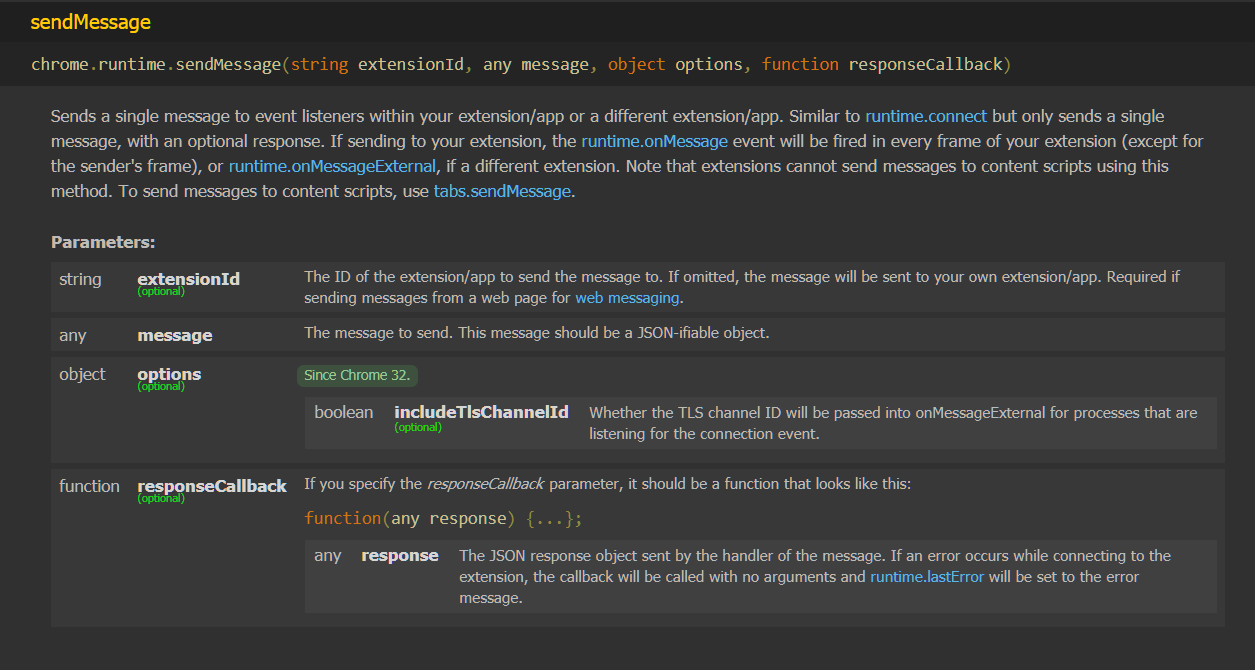 sendMessage
chrome.runtime.sendMessage(string extensionId, any message, object options, function responseCallback)
Sends a single message to event listeners within your extension/app or a different extension/app. Similar to runtime.connect but only sends a single
message, with an optional response. If sending to your extension, the runtime.onMessage event will be fired in every frame of your extension (except for
the sender's frame), or runtime.onMessageExternal, if a different extension. Note that extensions cannot send messages to content scripts using this
method. To send messages to content scripts, use tabs.sendMessage.
Parameters:
string extensionId The ID of the extension/app to send the message to. If omitted, the message will be sent to your own extension/app. Required if
(optional) sending messages from a web page for web messaging.
any message The message to send. This message should be a JSON-ifiable object.
object options Since Chrome 32.
(optional)
boolean includeTlsChannelId Whether the TLS channel ID will be passed into onMessageExternal for processes that are
(optional) listening for the connection event.
function responseCallback If you specify the responseCallback parameter, it should be a function that looks like this:
(optional)
function(any response) {...};
any response The JSON response object sent by the handler of the message. If an error occurs while connecting to the
extension, the callback will be called with no arguments and runtime.lastError will be set to the error
message.